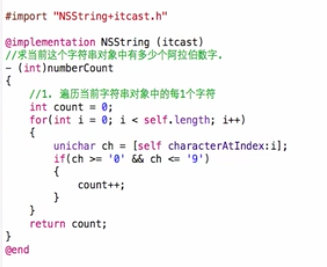 #import "NSString+itcast.h"
@implementation NSString (itcast)
//求当前这个字符串对象中有多少个阿拉伯数字.
- (int)numberCount
{
//1. 遍历当前字符串对象中的每1个字符
int count = 0;
for(int i = 0; i < self.length; i++)
{
unichar ch = [self characterAtIndex:i];
if(ch >= '0' && ch <= '9')
{
count++;
}
}
return count;
}
@end